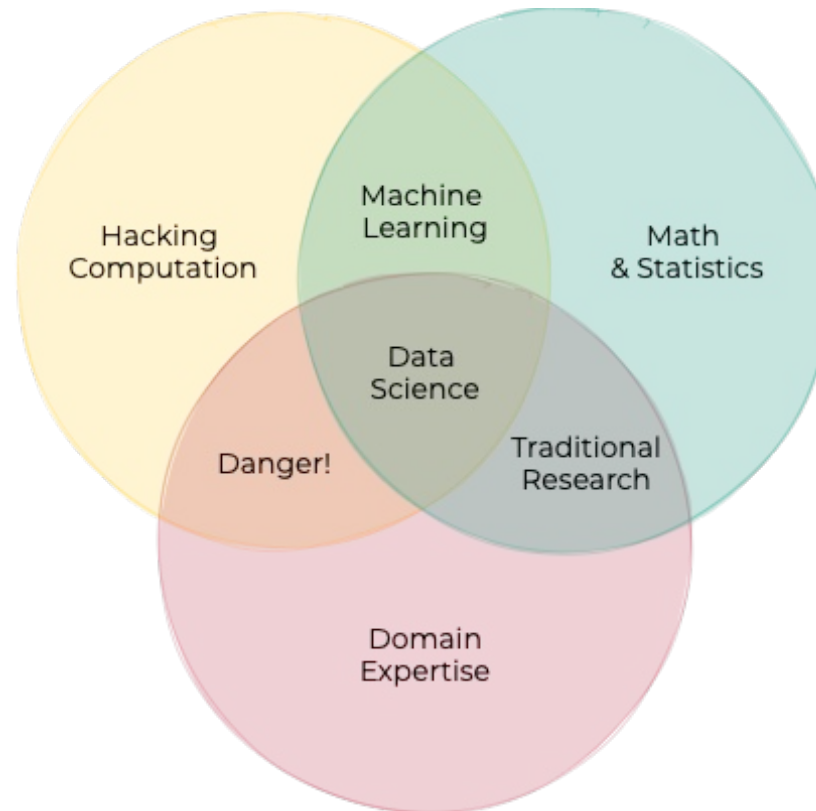 Machine
Learning
Hacking
Computation
Math
& Statistics
Data
Science
Danger!
Traditional
Research
Domain
Expertise